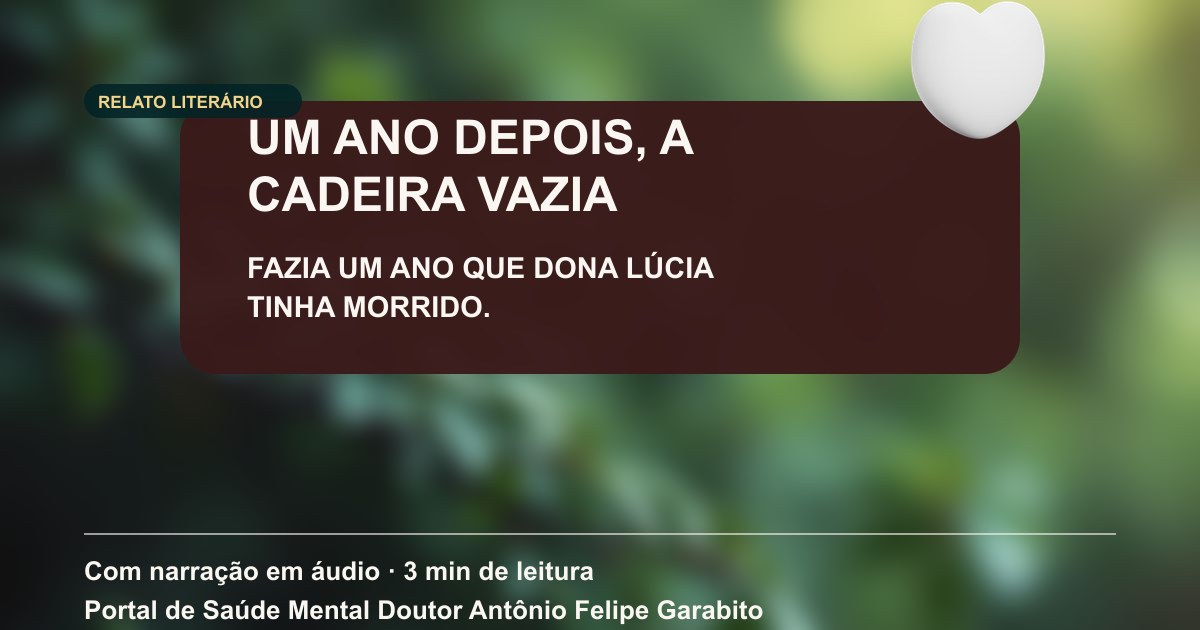 RELATO LITERÁRIO
UM ANO DEPOIS, A
CADEIRA VAZIA
FAZIA UM ANO QUE DONA LÚCIA
TINHA MORRIDO.
Com narração em áudio · 3 min de leitura
Portal de Saúde Mental Doutor Antônio Felipe Garabito